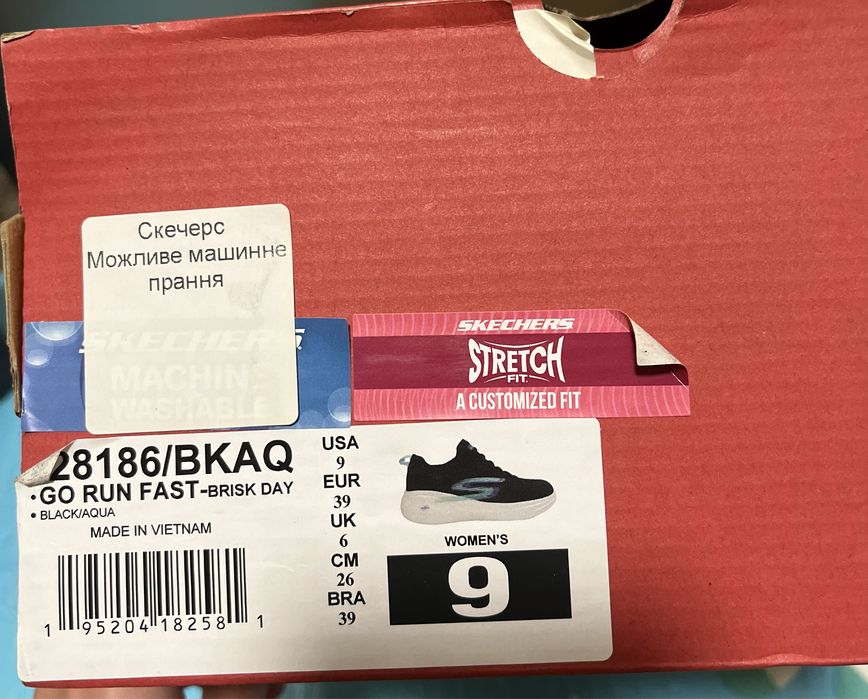 Скечерс
Можливе машинне
прання
SKECHERS
MACHIN
WASHABLE
SKECHERS
STRETCH
FIT.
A CUSTOMIZED FIT
28186/BKAQ
•GO RUN FAST-BRISK DAY
• BLACK/AQUA
MADE IN VIETNAM
1 95204 18258 1
USA
9
EUR
39
UK
6
CM
26
BRA
39
WOMEN'S
9